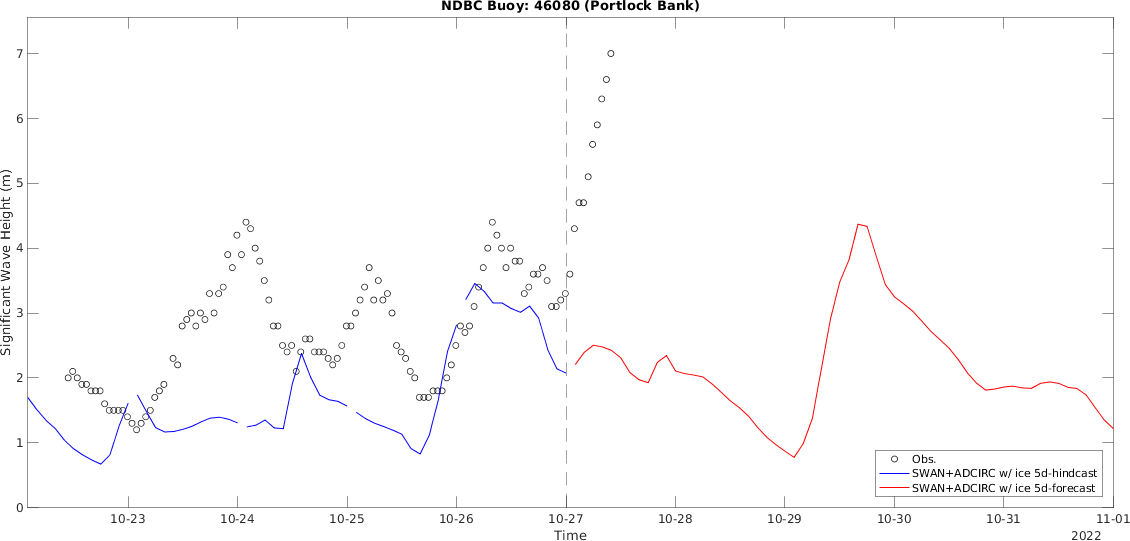 NDBC Buoy: 46080 (Portlock Bank)
Significant Wave Height (m)
7
6
5
4
3
2
1
0
Obs.
SWAN+ADCIRC w/ ice 5d-hindcast
SWAN+ADCIRC w/ ice 5d-forecast
10-23 10-24 10-25 10-26 10-27 10-28 10-29 10-30 10-31 11-01
Time
2022